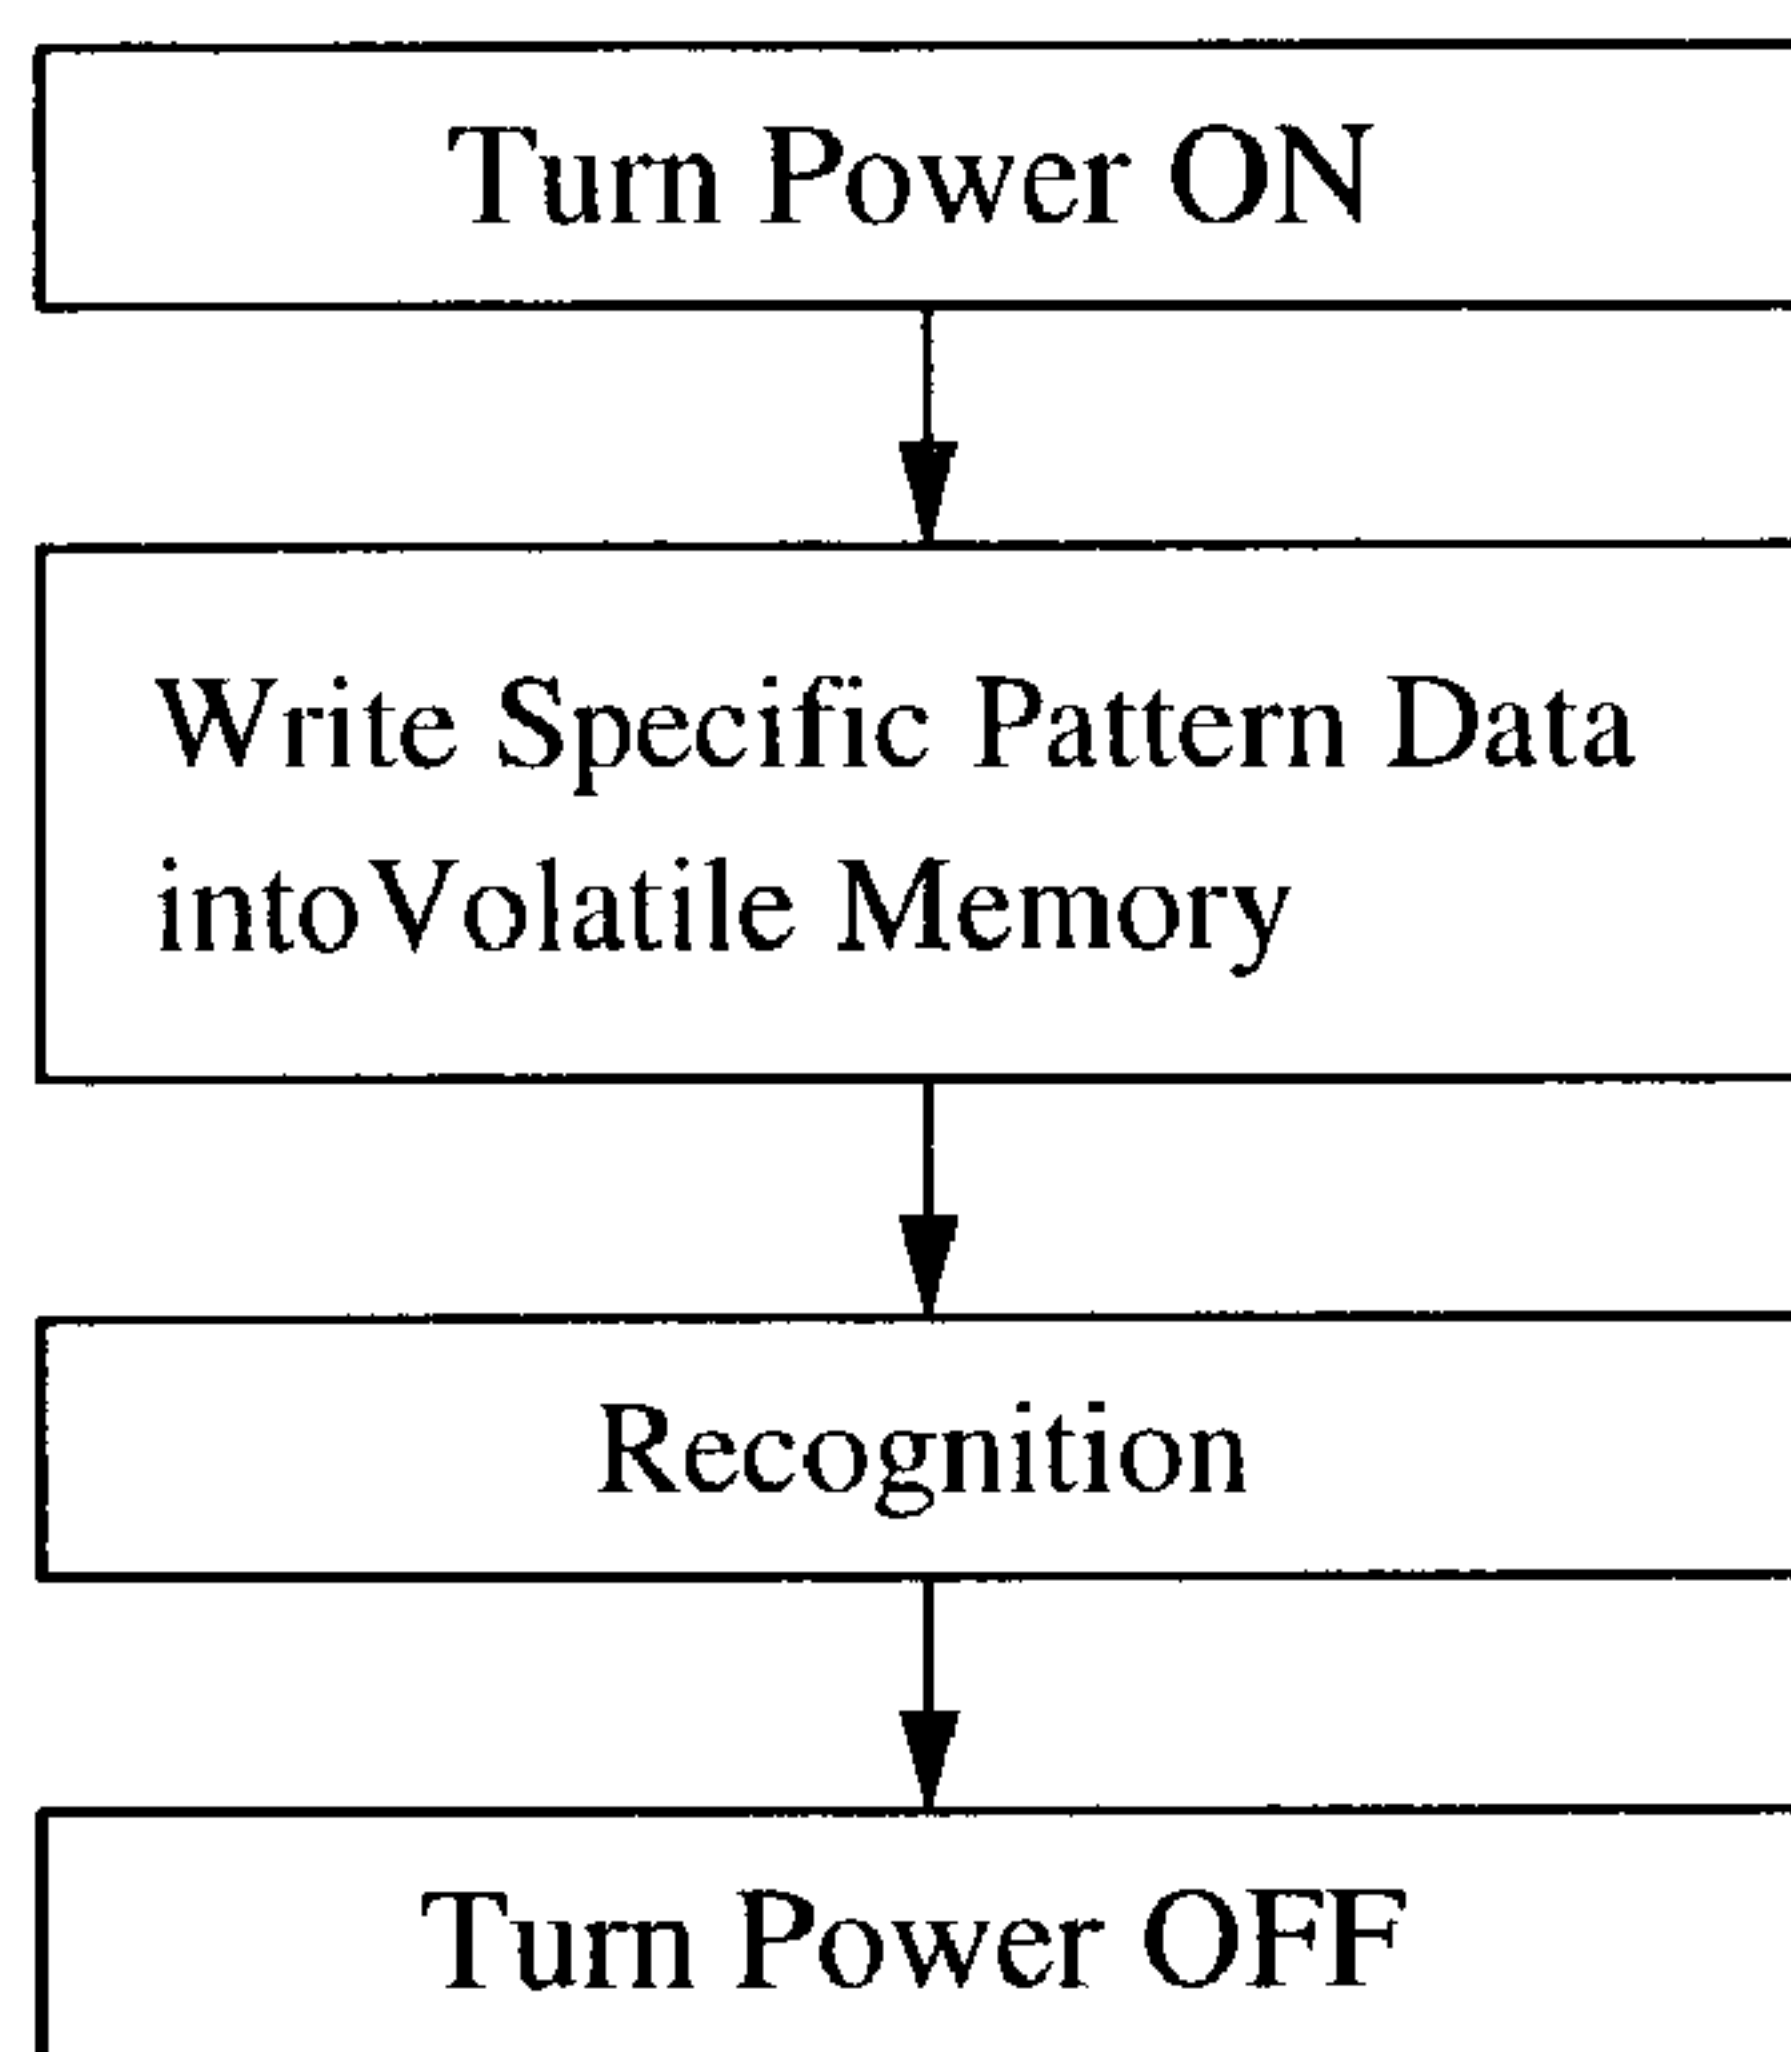 Turn Power ON
Write Specific Pattern Data
intoVolatile Memory
Recognition
Turn Power OFF